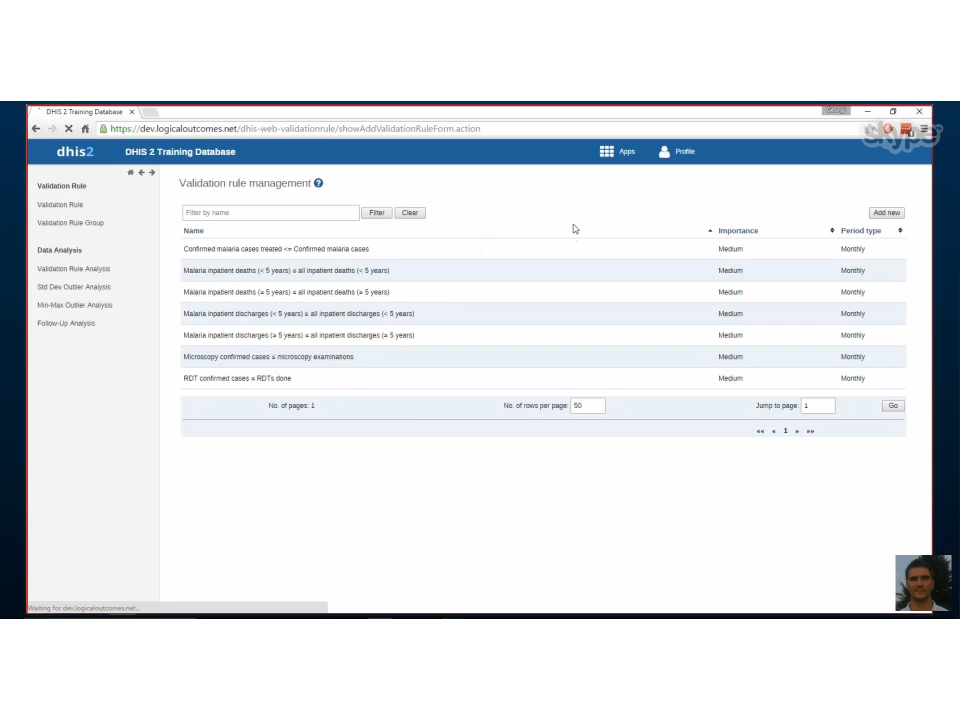 DHIS 2 Training Database
https://dev.logicaloutcomes.net/dhis-web-validationrule/showAddValidationRuleForm.action
skype
dhis2 DHIS 2 Training Database Apps Profile
Validation Rule
Validation Rule
Validation Rule Group
Data Analysis
Validation Rule Analysis
Std Dev Outlier Analysis
Min-Max Outlier Analysis
Follow-Up Analysis
Validation rule management ?
Filter by name Filter Clear Add new
Name Importance Period type
Confirmed malaria cases treated <= Confirmed malaria cases Medium Monthly
Malaria inpatient deaths (< 5 years) ≤ all inpatient deaths (< 5 years) Medium Monthly
Malaria inpatient deaths (≥ 5 years) ≤ all inpatient deaths (≥ 5 years) Medium Monthly
Malaria inpatient discharges (< 5 years) ≤ all inpatient discharges (< 5 years) Medium Monthly
Malaria inpatient discharges (≥ 5 years) ≤ all inpatient discharges (≥ 5 years) Medium Monthly
Microscopy confirmed cases ≤ microscopy examinations Medium Monthly
RDT confirmed cases ≤ RDTs done Medium Monthly
No. of pages: 1 No. of rows per page: 50 Jump to page: 1 Go
«« « 1 » »»
Waiting for dev.logicaloutcomes.net...